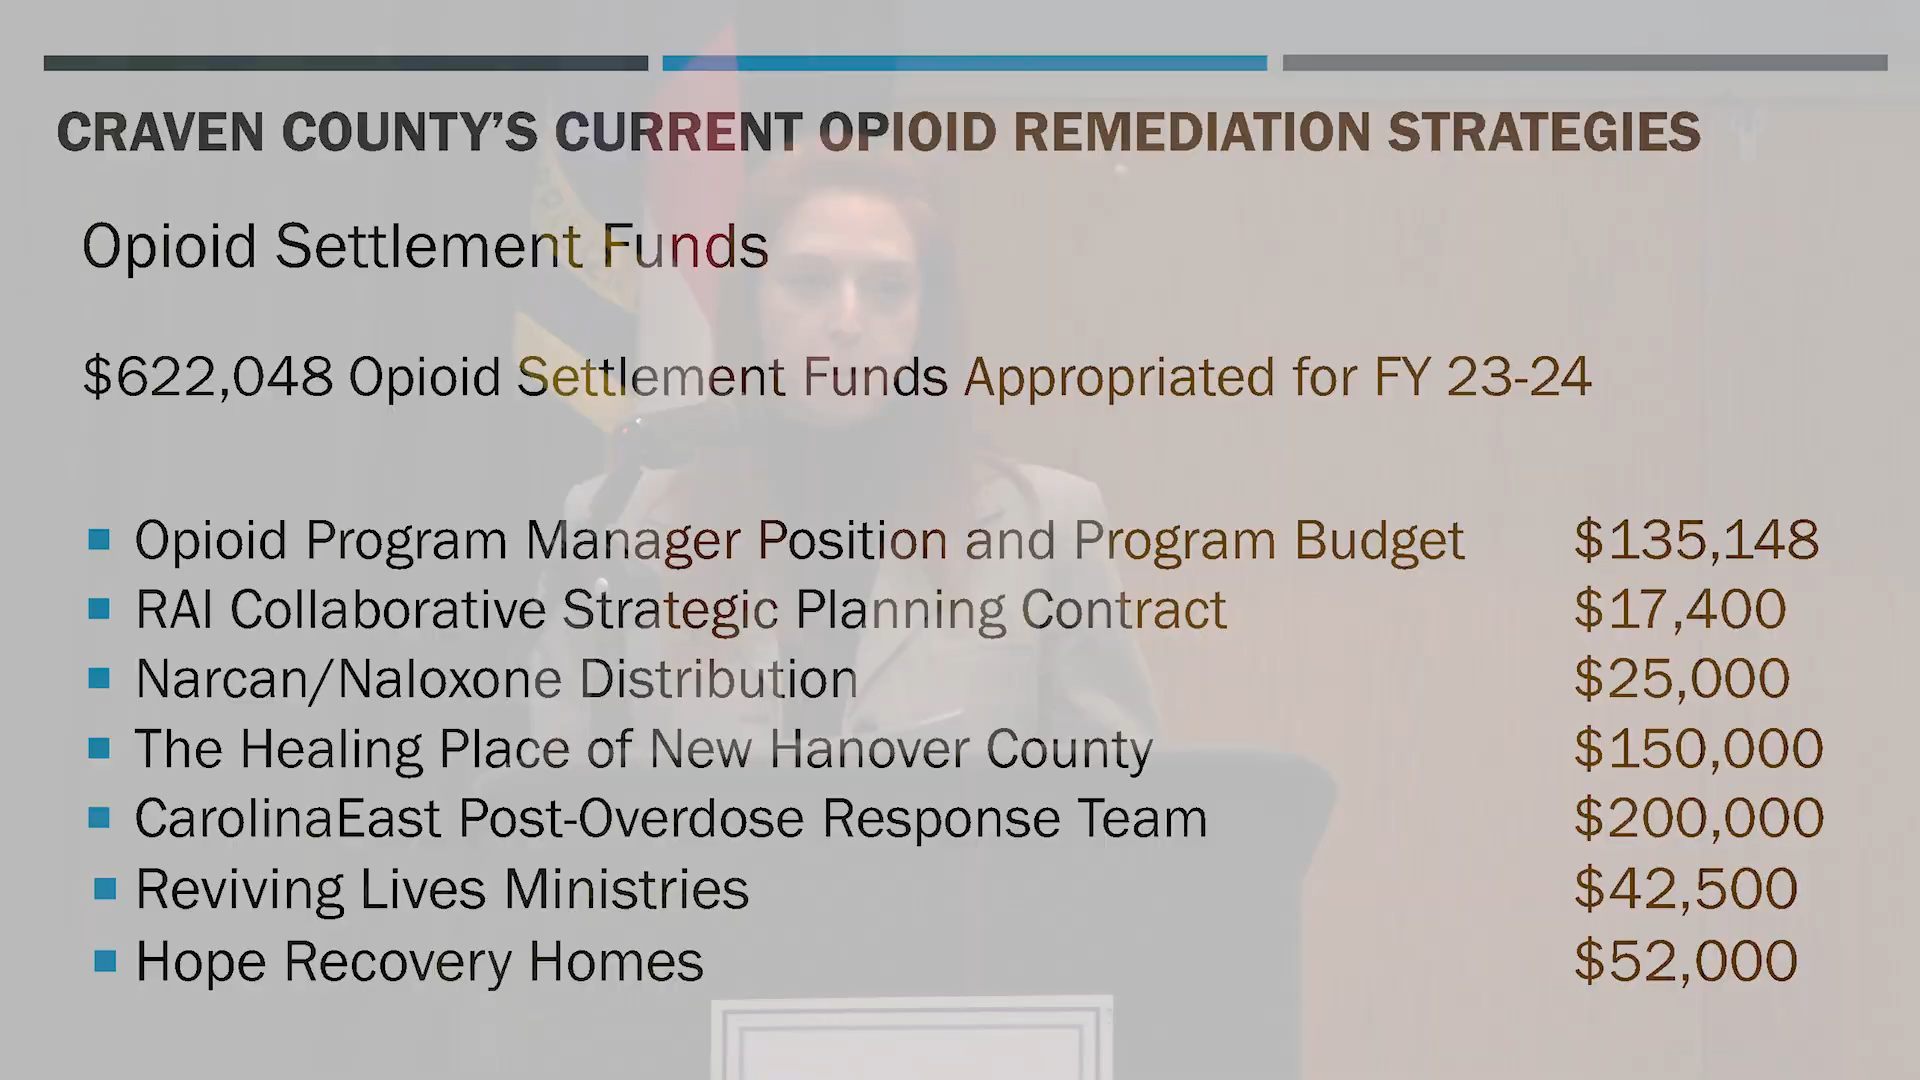 CRAVEN COUNTY’S CURRENT OPIOID REMEDIATION STRATEGIES
Opioid Settlement Funds
$622,048 Opioid Settlement Funds Appropriated for FY 23-24
Opioid Program Manager Position and Program Budget $135,148
RAI Collaborative Strategic Planning Contract $17,400
Narcan/Naloxone Distribution $25,000
The Healing Place of New Hanover County $150,000
CarolinaEast Post-Overdose Response Team $200,000
Reviving Lives Ministries $42,500
Hope Recovery Homes $52,000